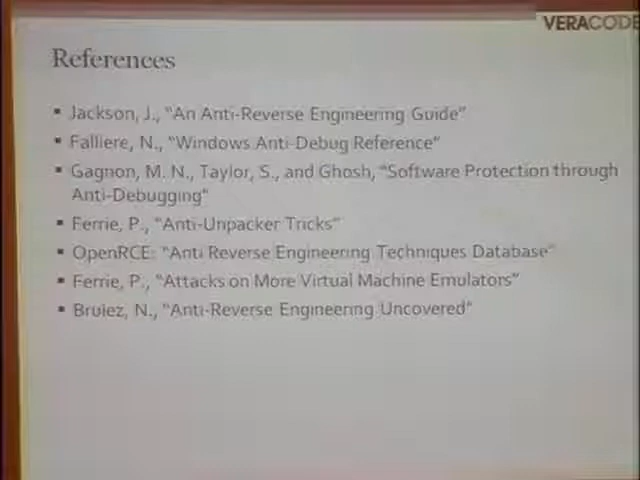 VERACODE
References
▪ Jackson, J., "An Anti-Reverse Engineering Guide"
▪ Falliere, N., "Windows Anti-Debug Reference"
▪ Gagnon, M. N., Taylor, S., and Ghosh, "Software Protection through
Anti-Debugging"
▪ Ferrie, P., "Anti-Unpacker Tricks"
▪ OpenRCE: "Anti Reverse Engineering Techniques Database"
▪ Ferrie, P., "Attacks on More Virtual Machine Emulators"
▪ Brulez, N., "Anti-Reverse Engineering Uncovered"